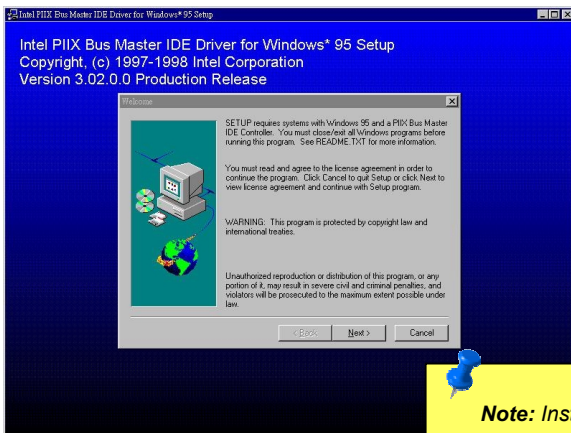 Intel PIIX Bus Master IDE Driver for Windows* 95 Setup
Intel PIIX Bus Master IDE Driver for Windows* 95 Setup
Copyright, (c) 1997-1998 Intel Corporation
Version 3.02.0.0 Production Release
Welcome
SETUP requires systems with Windows 95 and a PIIX Bus Master
IDE Controller. You must close/exit all Windows programs before
running this program. See README.TXT for more information.
You must read and agree to the license agreement in order to
continue the program. Click Cancel to quit Setup or click Next to
view license agreement and continue with Setup program.
WARNING: This program is protected by copyright law and
international treaties.
Unauthorized reproduction or distribution of this program, or any
portion of it, may result in severe civil and criminal penalties, and
violators will be prosecuted to the maximum extent possible under
law.
< Back
Next >
Cancel
Note: